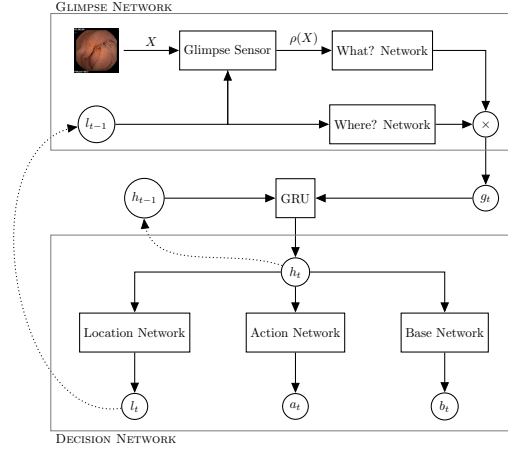 GLIMPSE NETWORK
X
Glimpse Sensor
ρ(X)
What? Network
l_{t−1}
Where? Network
×
h_{t−1}
GRU
g_t
h_t
Location Network
Action Network
Base Network
l_t
a_t
b_t
DECISION NETWORK